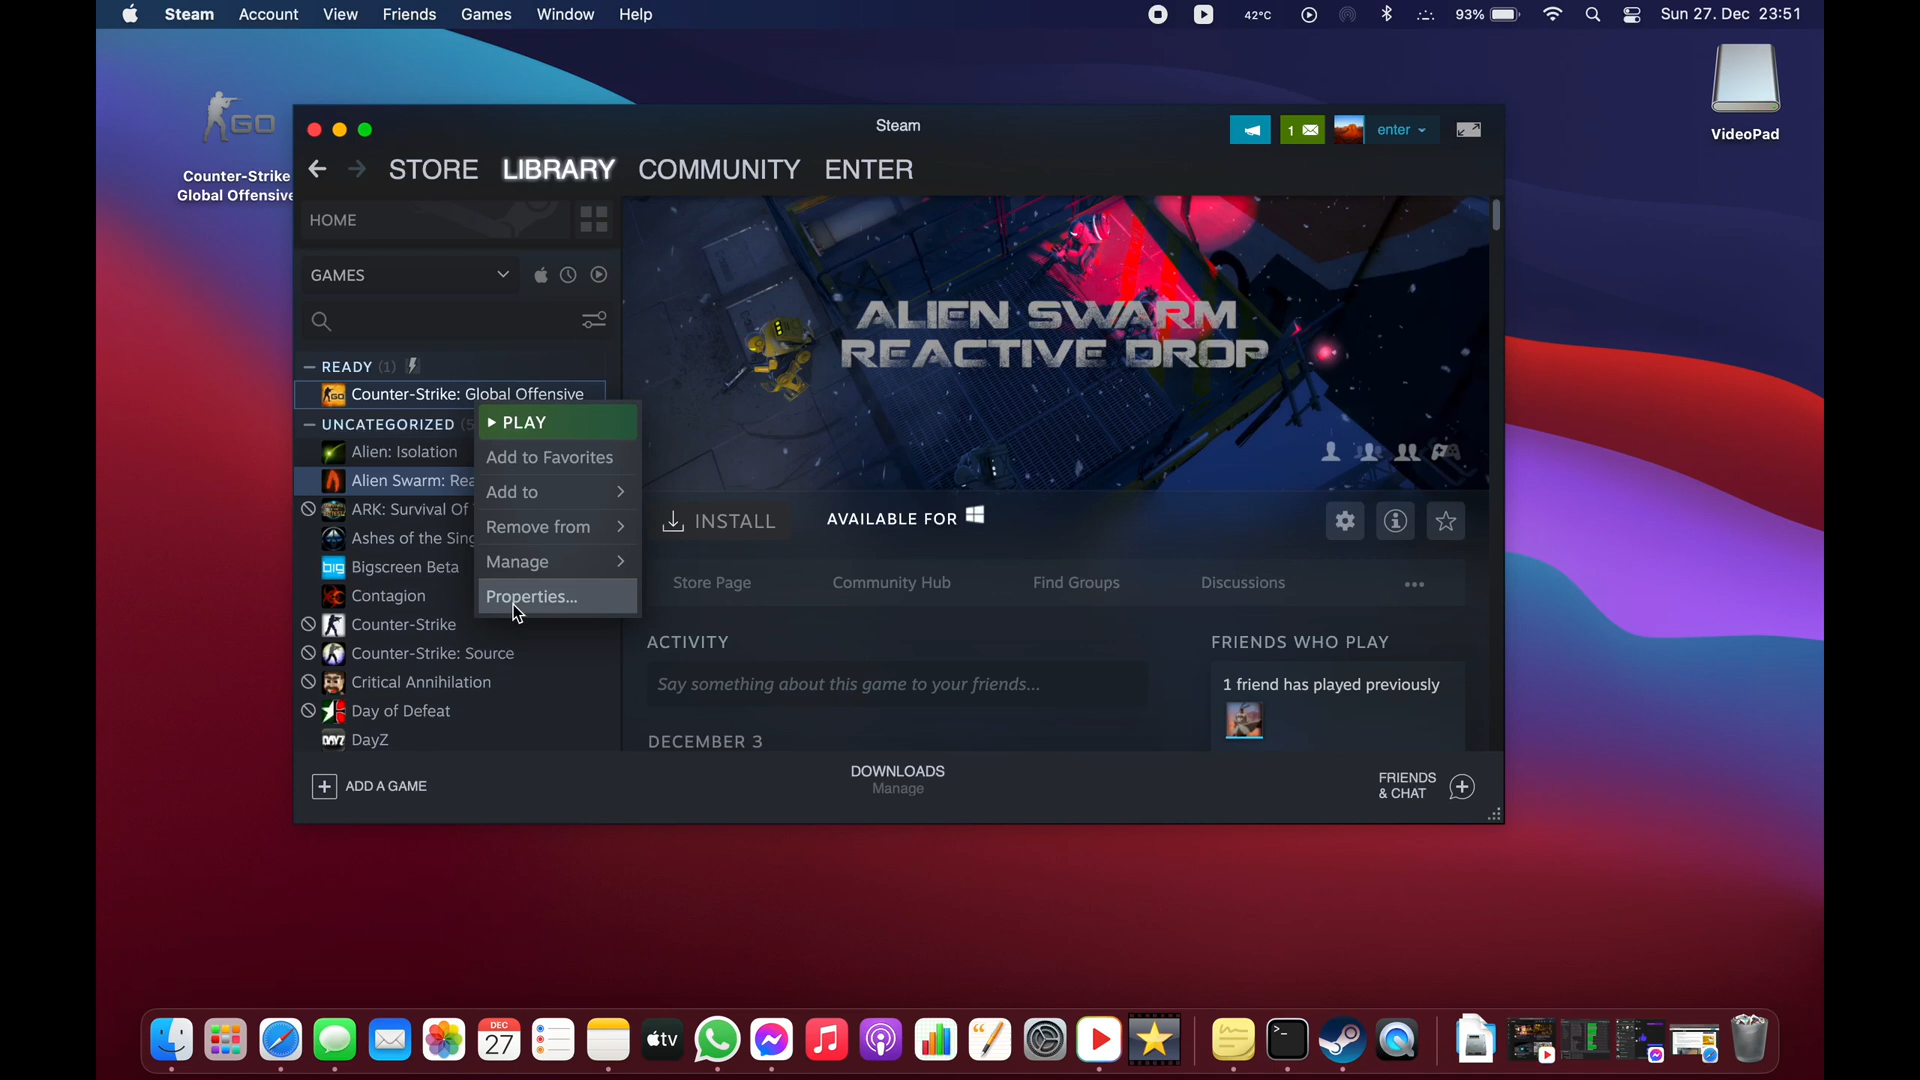 Steam Account View Friends Games Window Help
42°C 93% Sun 27. Dec 23:51
GO
Counter-Strike
Global Offensive
VideoPad
Steam
1 enter
STORE LIBRARY COMMUNITY ENTER
HOME
GAMES
— READY (1)
Counter-Strike: Global Offensive
— UNCATEGORIZED
Alien: Isolation
Alien Swarm: Rea
ARK: Survival Of
Ashes of the Sing
Bigscreen Beta
Contagion
Counter-Strike
Counter-Strike: Source
Critical Annihilation
Day of Defeat
DayZ
PLAY
Add to Favorites
Add to
Remove from
Manage
Properties...
ALIEN SWARM
REACTIVE DROP
INSTALL
AVAILABLE FOR
Store Page Community Hub Find Groups Discussions
ACTIVITY
Say something about this game to your friends...
DECEMBER 3
FRIENDS WHO PLAY
1 friend has played previously
ADD A GAME
DOWNLOADS
Manage
FRIENDS
& CHAT
DEC
27
tv